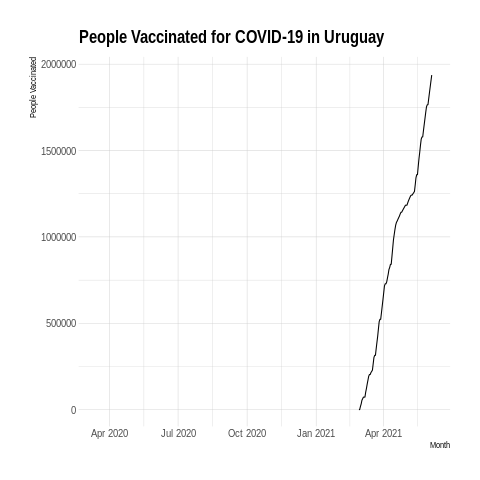 People Vaccinated for COVID-19 in Uruguay
People Vaccinated
2000000
1500000
1000000
500000
0
Apr 2020 Jul 2020 Oct 2020 Jan 2021 Apr 2021
Month